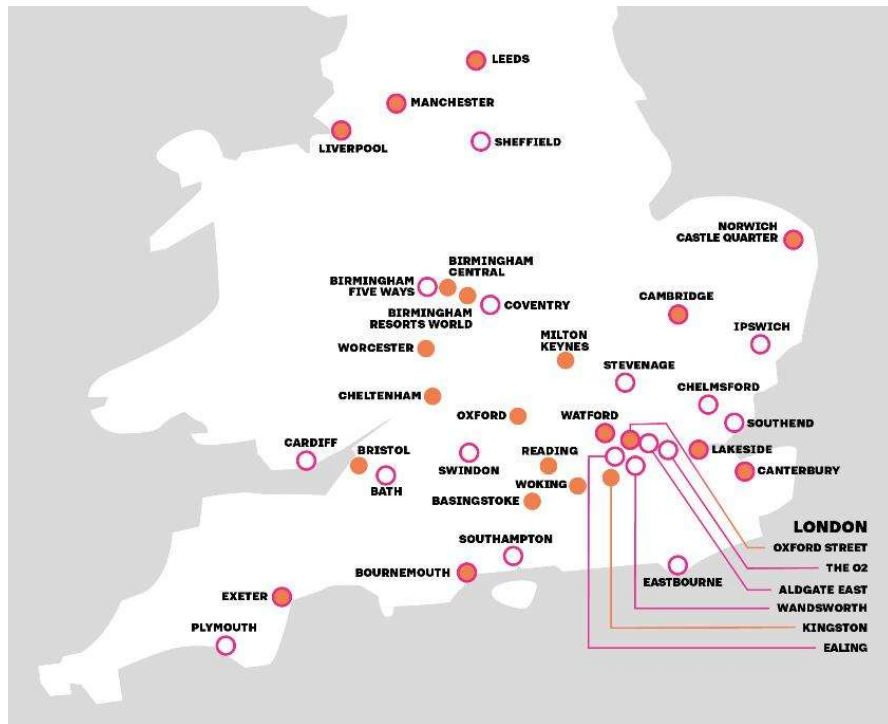 LEEDS
MANCHESTER
LIVERPOOL
SHEFFIELD
NORWICH
CASTLE QUARTER
BIRMINGHAM
CENTRAL
BIRMINGHAM
FIVE WAYS
BIRMINGHAM
RESORTS WORLD
COVENTRY
CAMBRIDGE
IPSWICH
WORCESTER
MILTON
KEYNES
STEVENAGE
CHELMSFORD
CHELTENHAM
OXFORD
WATFORD
SOUTHEND
CARDIFF
BRISTOL
BATH
SWINDON
READING
LAKESIDE
CANTERBURY
WOKING
BASINGSTOKE
SOUTHAMPTON
BOURNEMOUTH
EASTBOURNE
EXETER
PLYMOUTH
LONDON
OXFORD STREET
THE O2
ALDGATE EAST
WANDSWORTH
KINGSTON
EALING